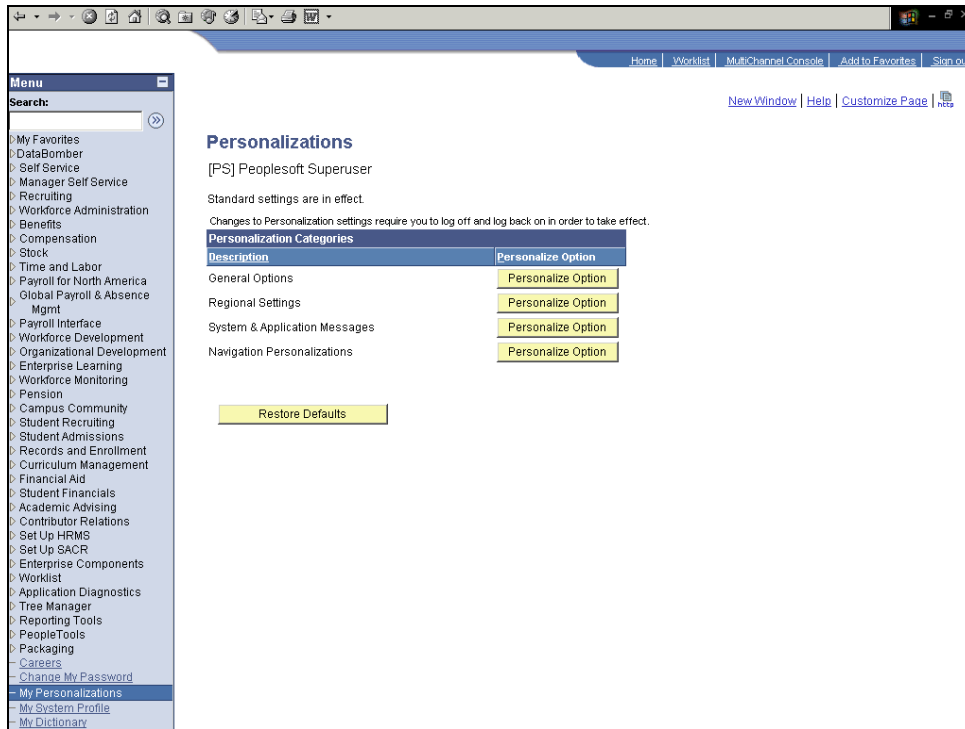 Home | Worklist | MultiChannel Console | Add to Favorites | Sign ou
Menu
Search:
My Favorites
DataBomber
Self Service
Manager Self Service
Recruiting
Workforce Administration
Benefits
Compensation
Stock
Time and Labor
Payroll for North America
Global Payroll & Absence
Mgmt
Payroll Interface
Workforce Development
Organizational Development
Enterprise Learning
Workforce Monitoring
Pension
Campus Community
Student Recruiting
Student Admissions
Records and Enrollment
Curriculum Management
Financial Aid
Student Financials
Academic Advising
Contributor Relations
Set Up HRMS
Set Up SACR
Enterprise Components
Worklist
Application Diagnostics
Tree Manager
Reporting Tools
PeopleTools
Packaging
Careers
Change My Password
My Personalizations
My System Profile
My Dictionary
New Window | Help | Customize Page | http
Personalizations
[PS] Peoplesoft Superuser
Standard settings are in effect.
Changes to Personalization settings require you to log off and log back on in order to take effect.
Personalization Categories
Description Personalize Option
General Options Personalize Option
Regional Settings Personalize Option
System & Application Messages Personalize Option
Navigation Personalizations Personalize Option
Restore Defaults